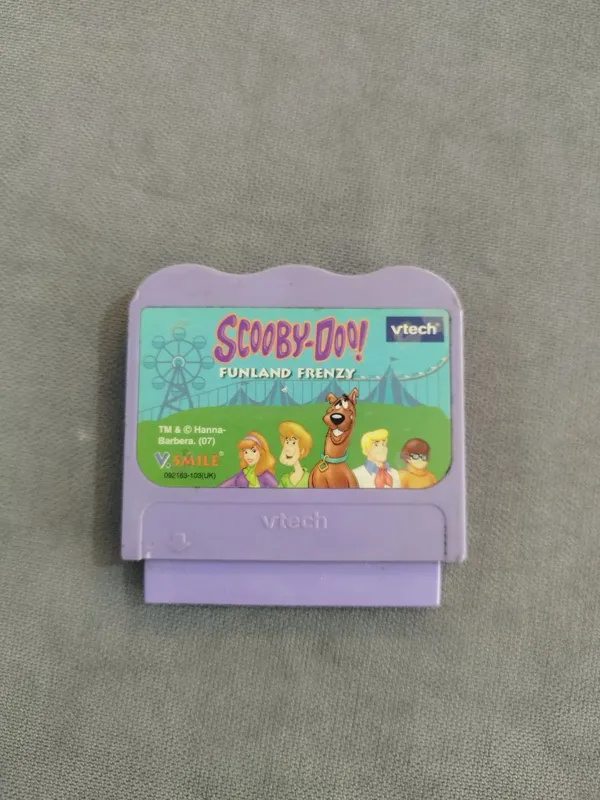 SCOOBY-DOO!
vtech®
FUNLAND FRENZY
TM & © Hanna-
Barbera. (07)
V.SMILE®
092163-103(UK)
vtech